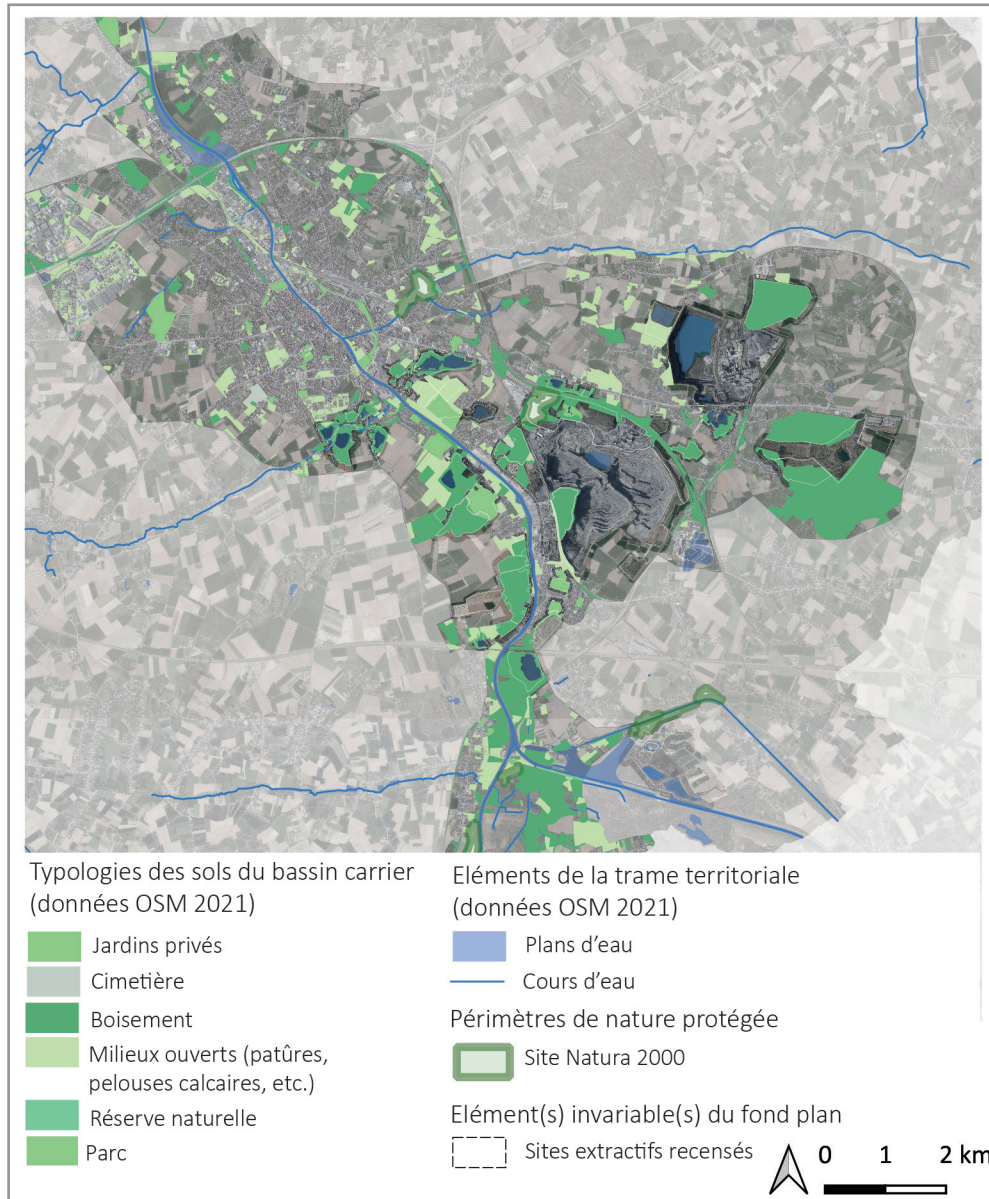 Typologies des sols du bassin carrier
(données OSM 2021)
Jardins privés
Cimetière
Boisement
Milieux ouverts (patûres,
pelouses calcaires, etc.)
Réserve naturelle
Parc
Eléments de la trame territoriale
(données OSM 2021)
Plans d'eau
Cours d'eau
Périmètres de nature protégée
Site Natura 2000
Elément(s) invariable(s) du fond plan
Sites extractifs recensés
0 1 2 km